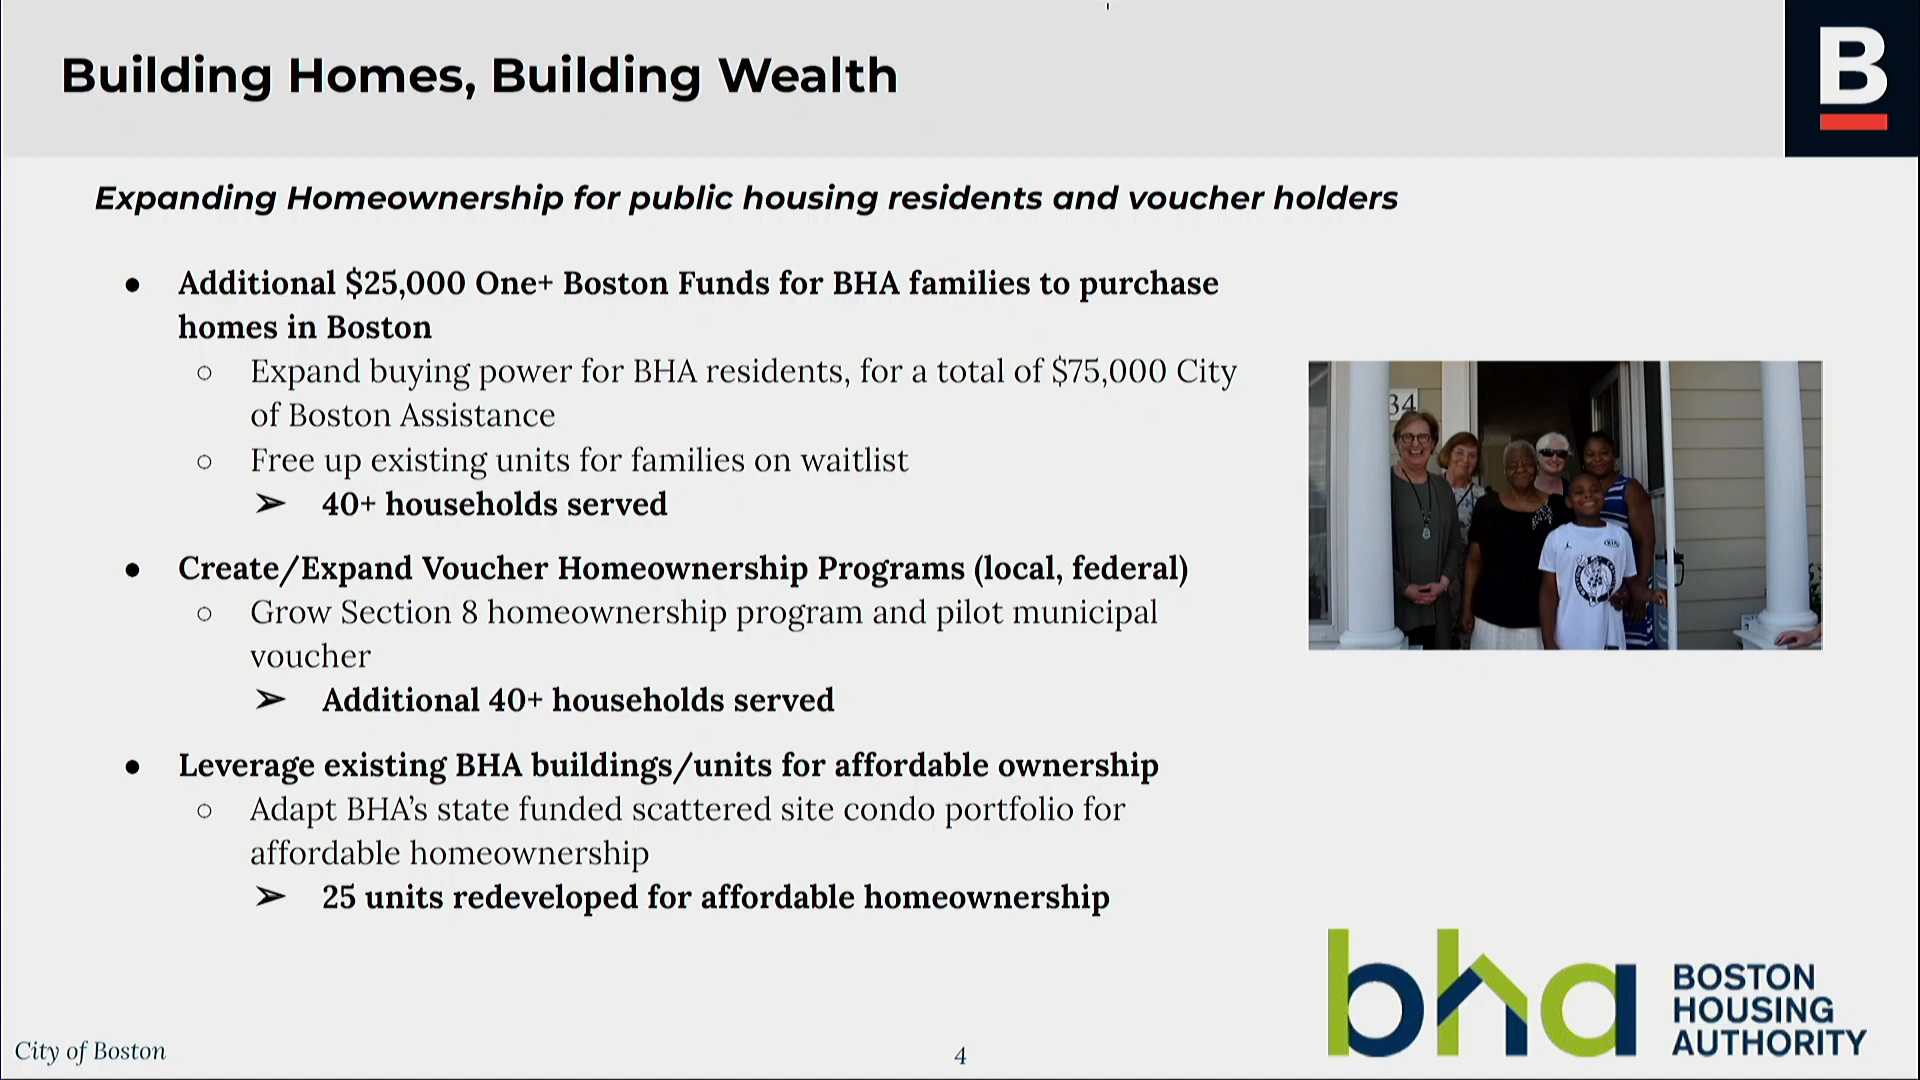 Building Homes, Building Wealth
B
Expanding Homeownership for public housing residents and voucher holders
● Additional $25,000 One+ Boston Funds for BHA families to purchase
homes in Boston
○ Expand buying power for BHA residents, for a total of $75,000 City
of Boston Assistance
○ Free up existing units for families on waitlist
➢ 40+ households served
● Create/Expand Voucher Homeownership Programs (local, federal)
○ Grow Section 8 homeownership program and pilot municipal
voucher
➢ Additional 40+ households served
● Leverage existing BHA buildings/units for affordable ownership
○ Adapt BHA’s state funded scattered site condo portfolio for
affordable homeownership
➢ 25 units redeveloped for affordable homeownership
34
bha
BOSTON
HOUSING
AUTHORITY
City of Boston
4